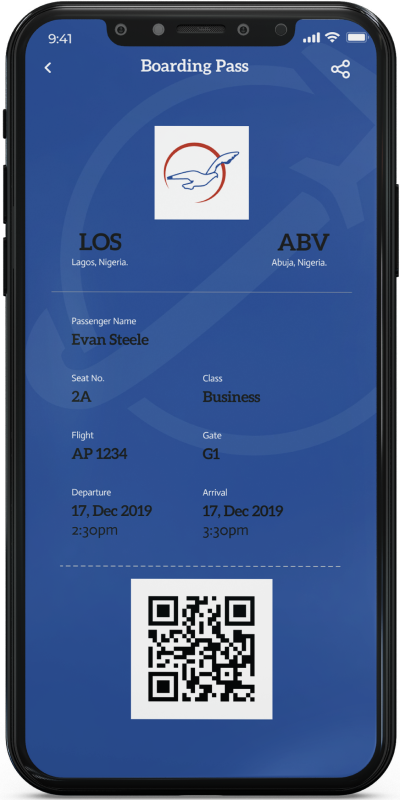 9:41
Boarding Pass
LOS ABV
Lagos, Nigeria. Abuja, Nigeria.
Passenger Name
Evan Steele
Seat No. Class
2A Business
Flight Gate
AP 1234 G1
Departure Arrival
17, Dec 2019 17, Dec 2019
2:30pm 3:30pm